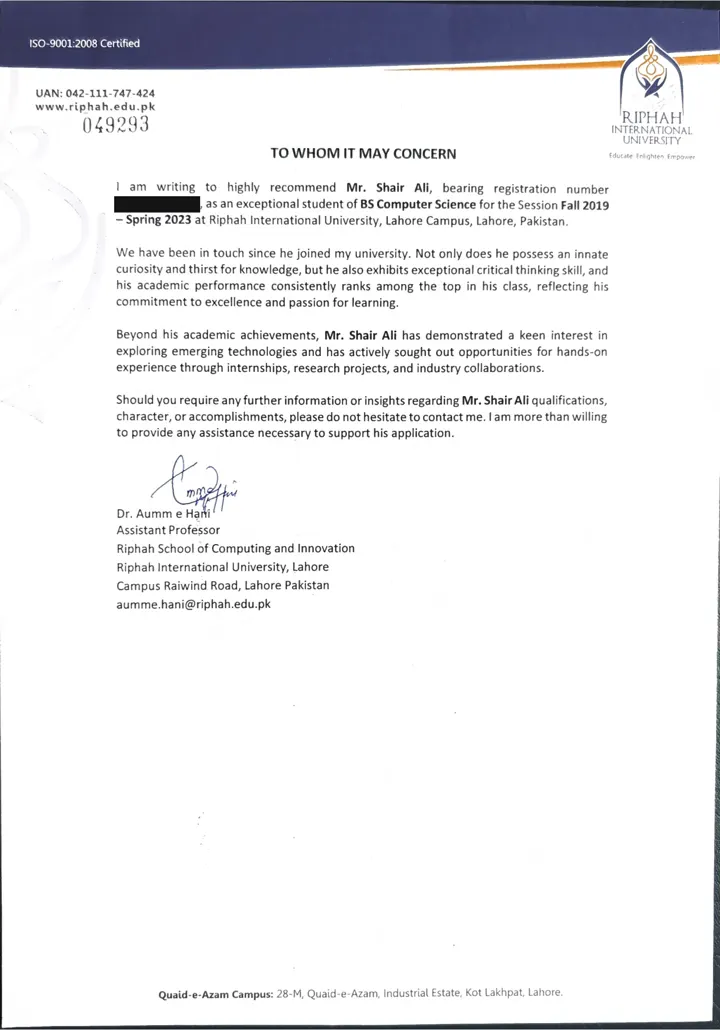 ISO-9001:2008 Certified
UAN: 042-111-747-424
www.riphah.edu.pk
049293
RIPHAH
INTERNATIONAL
UNIVERSITY
Educate Enlighten Empower
TO WHOM IT MAY CONCERN
I am writing to highly recommend Mr. Shair Ali, bearing registration number
, as an exceptional student of BS Computer Science for the Session Fall 2019
– Spring 2023 at Riphah International University, Lahore Campus, Lahore, Pakistan.
We have been in touch since he joined my university. Not only does he possess an innate
curiosity and thirst for knowledge, but he also exhibits exceptional critical thinking skill, and
his academic performance consistently ranks among the top in his class, reflecting his
commitment to excellence and passion for learning.
Beyond his academic achievements, Mr. Shair Ali has demonstrated a keen interest in
exploring emerging technologies and has actively sought out opportunities for hands-on
experience through internships, research projects, and industry collaborations.
Should you require any further information or insights regarding Mr. Shair Ali qualifications,
character, or accomplishments, please do not hesitate to contact me. I am more than willing
to provide any assistance necessary to support his application.
Dr. Aumm e Hani
Assistant Professor
Riphah School of Computing and Innovation
Riphah International University, Lahore
Campus Raiwind Road, Lahore Pakistan
aumme.hani@riphah.edu.pk
Quaid-e-Azam Campus: 28-M, Quaid-e-Azam, Industrial Estate, Kot Lakhpat, Lahore.